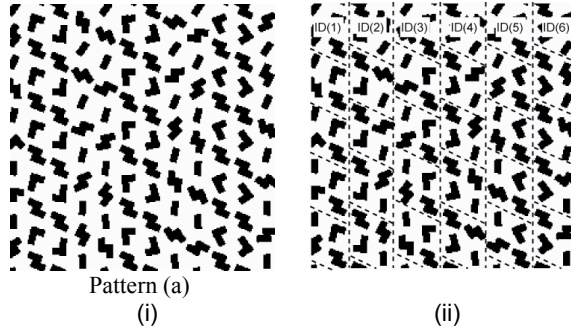 ID(1) ID(2) ID(3) ID(4) ID(5) ID(6)
Pattern (a)
(i) (ii)